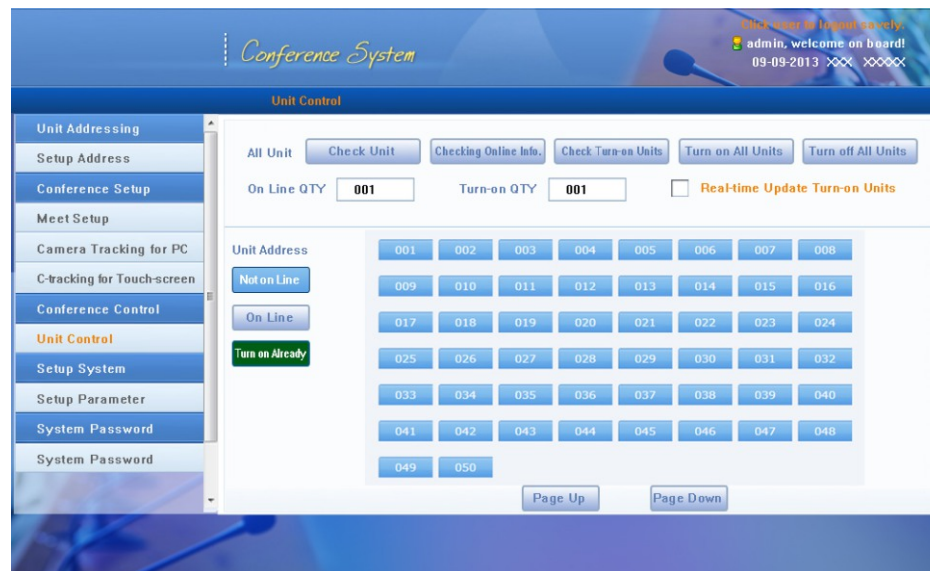 Click user to logout safely.
Conference System
admin, welcome on board!
09-09-2013 XXX XXXXX
Unit Control
Unit Addressing
Setup Address
Conference Setup
Meet Setup
Camera Tracking for PC
C-tracking for Touch-screen
Conference Control
Unit Control
Setup System
Setup Parameter
System Password
System Password
All Unit Check Unit Checking Online Info. Check Turn-on Units Turn on All Units Turn off All Units
On Line QTY 001 Turn-on QTY 001 Real-time Update Turn-on Units
Unit Address
Not on Line
On Line
Turn on Already
001 002 003 004 005 006 007 008
009 010 011 012 013 014 015 016
017 018 019 020 021 022 023 024
025 026 027 028 029 030 031 032
033 034 035 036 037 038 039 040
041 042 043 044 045 046 047 048
049 050
Page Up Page Down